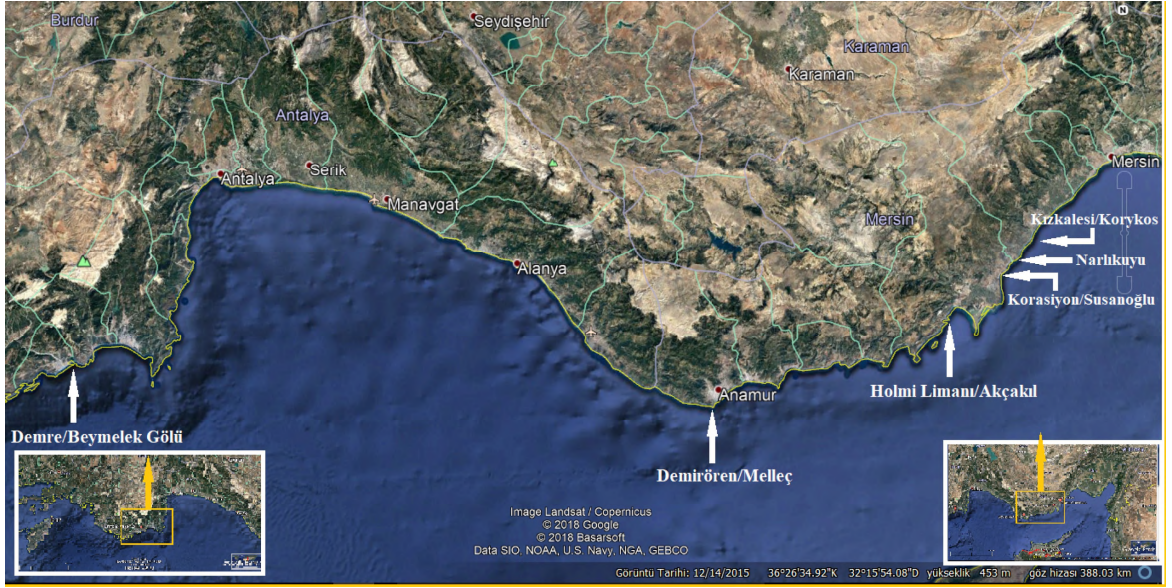 Burdur
Seydişehir
Karaman
Karaman
Antalya
Serik
Antalya
Manavgat
Mersin
Mersin
Kızkalesi/Korykos
Narlıkuyu
Korasiyon/Susanoğlu
Alanya
Anamur
Holmi Limanı/Akçakıl
Demre/Beymelek Gölü
Demirören/Melleç
Image Landsat / Copernicus
© 2018 Google
© 2018 Basarsoft
Data SIO, NOAA, U.S. Navy, NGA, GEBCO
Görüntü Tarihi: 12/14/2015 36°26'34.92"K 32°15'54.08"D yükseklik 453 m göz hizası 388.03 km